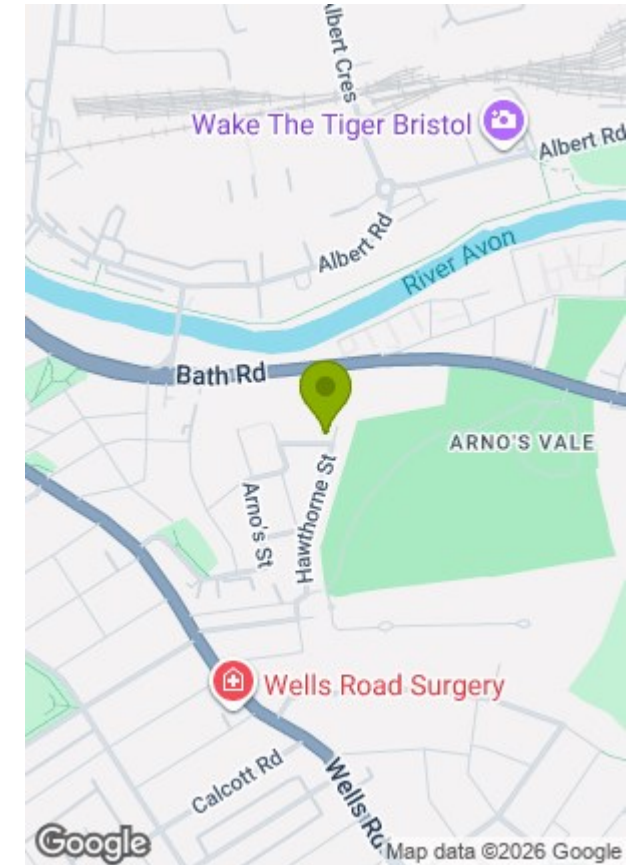 lbert Cres
Wake The Tiger Bristol
Albert Rd
Albert Rd
River Avon
Bath Rd
ARNO'S VALE
Arno's St
Hawthorne St
Wells Road Surgery
Calcott Rd
Wells Rd
Google
Map data ©2026 Google